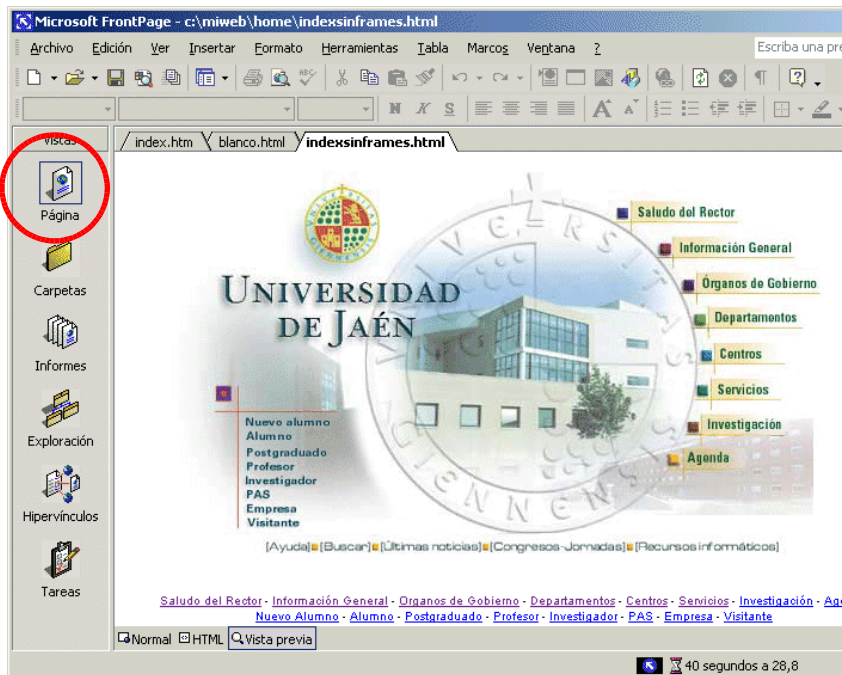 Microsoft FrontPage - c:\miweb\home\indexsinframes.html
Archivo Edición Ver Insertar Formato Herramientas Tabla Marcos Ventana ?
Escriba una pre
N K S
Vistas
index.htm blanco.html indexsinframes.html
Página
Carpetas
Informes
Exploración
Hipervínculos
Tareas
UNIVERSIDAD
DE JAÉN
Saludo del Rector
Información General
Órganos de Gobierno
Departamentos
Centros
Servicios
Investigación
Agenda
Nuevo alumno
Alumno
Postgraduado
Profesor
Investigador
PAS
Empresa
Visitante
[Ayuda] [Buscar] [Últimas noticias] [Congresos-Jornadas] [Recursos informáticos]
Saludo del Rector - Información General - Organos de Gobierno - Departamentos - Centros - Servicios - Investigación - Age
Nuevo Alumno - Alumno - Postgraduado - Profesor - Investigador - PAS - Empresa - Visitante
Normal HTML Vista previa
40 segundos a 28,8